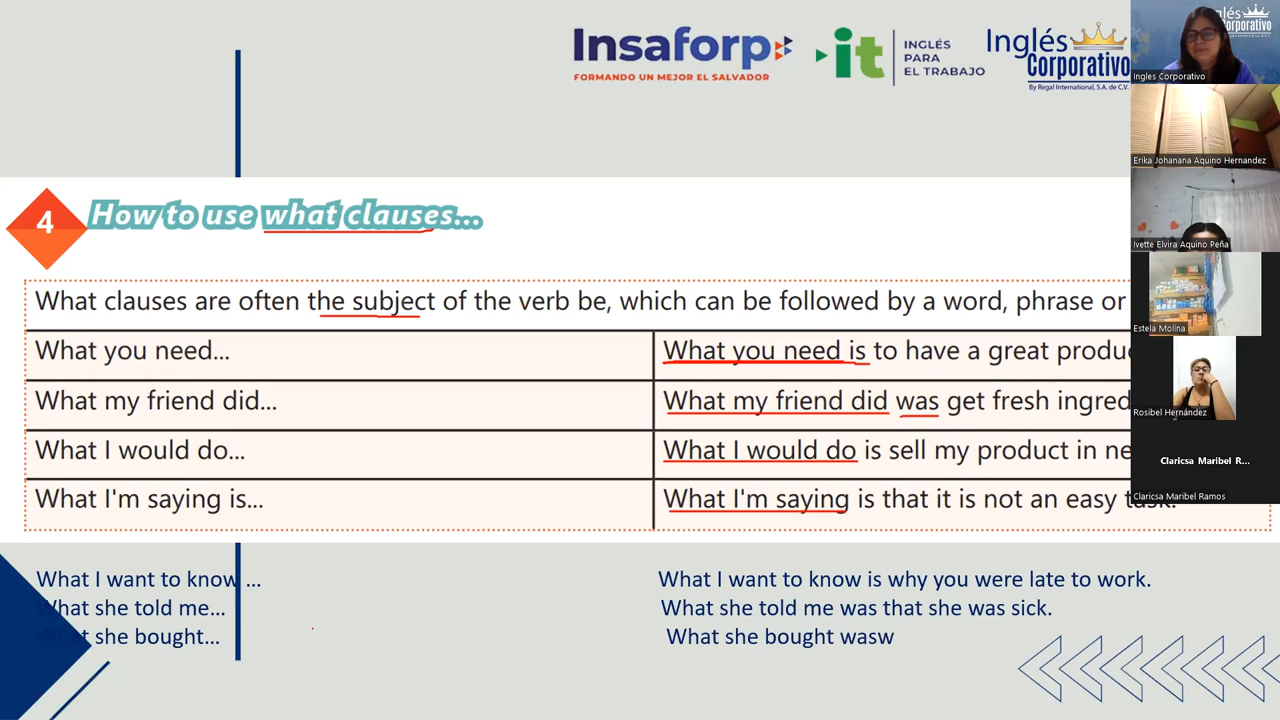 Insaforp
FORMANDO UN MEJOR EL SALVADOR
it
INGLÉS
PARA
EL TRABAJO
Inglés
Corporativo
By Regal International, S.A. de C.V.
glés
orporativo
Ingles Corporativo
Erika Johanana Aquino Hernandez
Ivette Elvira Aquino Peña
Estela Molina
Rosibel Hernández
Claricsa Maribel R...
Claricsa Maribel Ramos
4
How to use what clauses...
What clauses are often the subject of the verb be, which can be followed by a word, phrase or
What you need...
What you need is to have a great produc
What my friend did...
What my friend did was get fresh ingred
What I would do...
What I would do is sell my product in ne
What I'm saying is...
What I'm saying is that it is not an easy task.
What I want to know ...
What I want to know is why you were late to work.
What she told me...
What she told me was that she was sick.
What she bought...
What she bought wasw